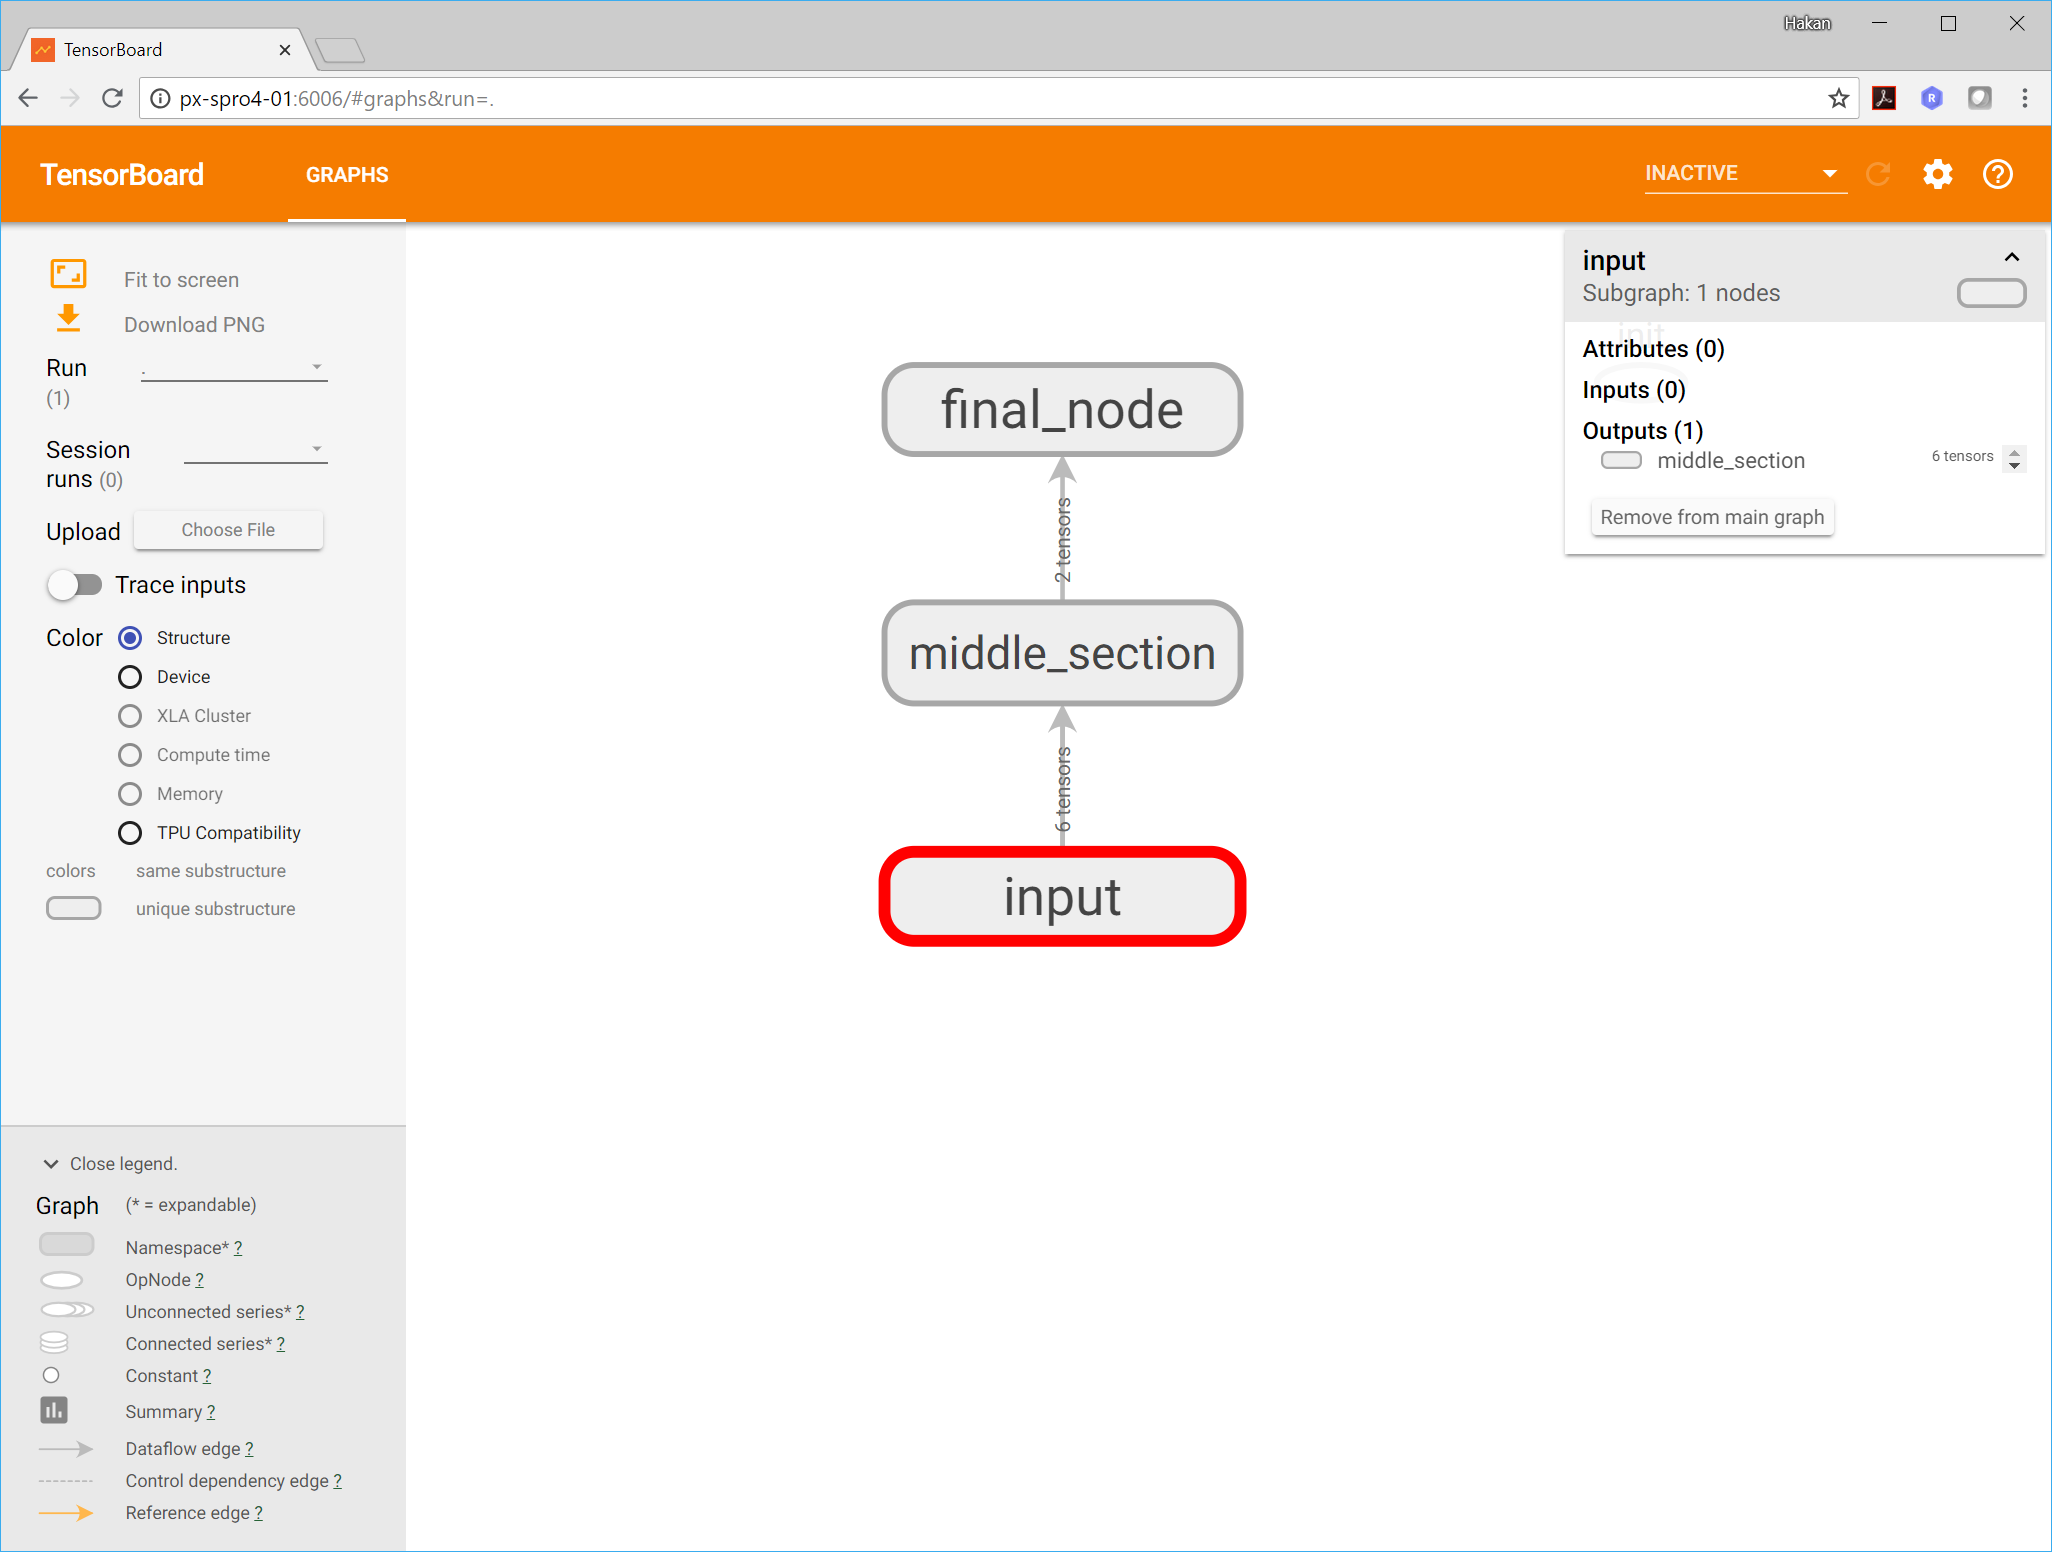 Hakan
TensorBoard
px-spro4-01:6006/#graphs&run=.
TensorBoard
GRAPHS
INACTIVE
Fit to screen
Download PNG
Run
.
(1)
Session
runs (0)
Upload
Choose File
Trace inputs
Color
Structure
Device
XLA Cluster
Compute time
Memory
TPU Compatibility
colors
same substructure
unique substructure
Close legend.
Graph
(* = expandable)
Namespace* ?
OpNode ?
Unconnected series* ?
Connected series* ?
Constant ?
Summary ?
Dataflow edge ?
Control dependency edge ?
Reference edge ?
final_node
2 tensors
middle_section
6 tensors
input
input
Subgraph: 1 nodes
init
Attributes (0)
Inputs (0)
Outputs (1)
middle_section
6 tensors
Remove from main graph